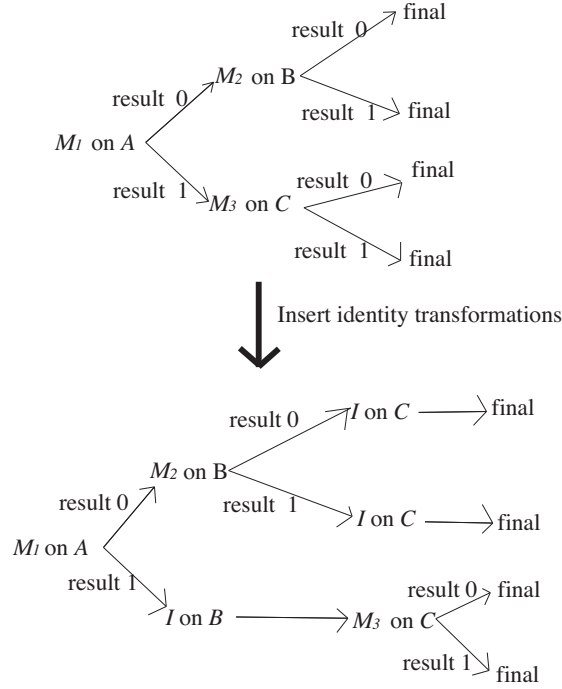 final
result 0
M2 on B
result 0
result 1
final
M1 on A
final
result 0
result 1
M3 on C
result 1
final
Insert identity transformations
I on C
final
result 0
M2 on B
result 0
result 1
I on C
final
M1 on A
result 1
result 0
final
I on B
M3 on C
result 1
final